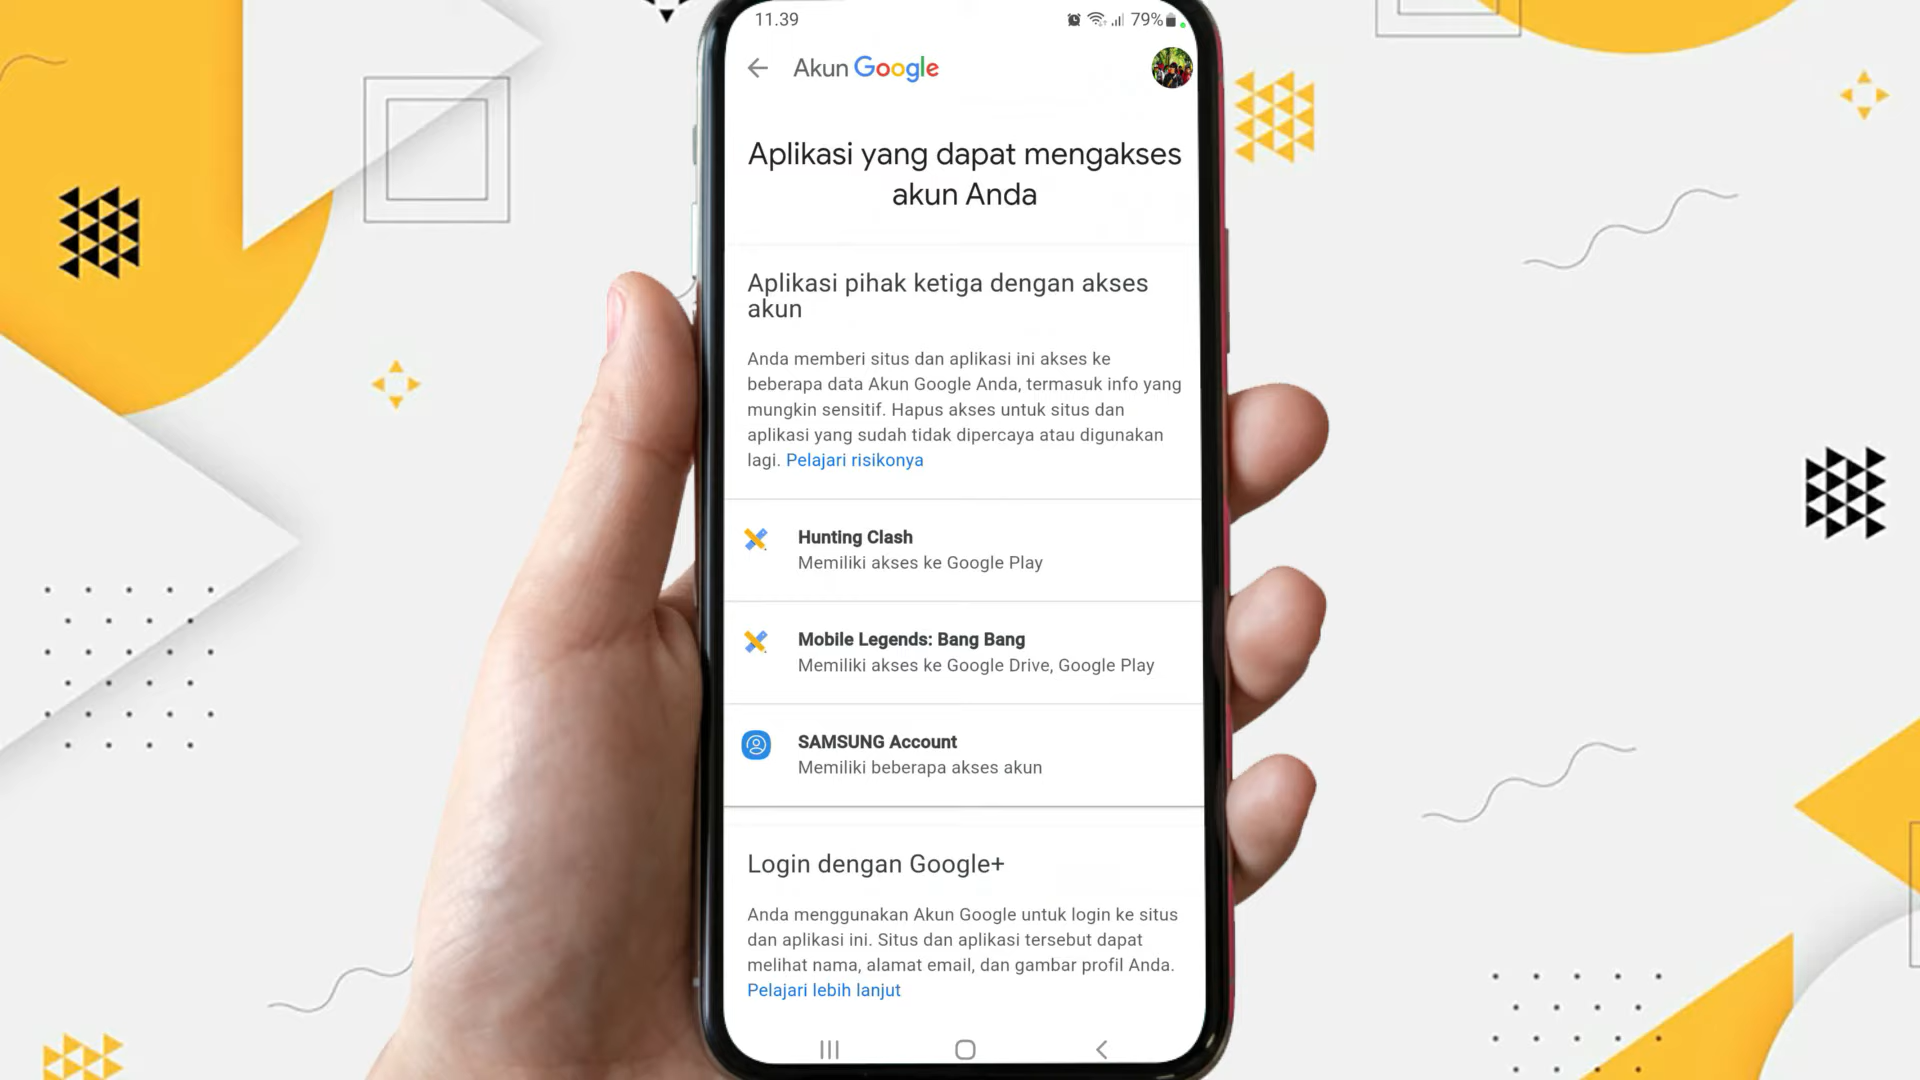 11.39
79%
Akun Google
Aplikasi yang dapat mengakses
akun Anda
Aplikasi pihak ketiga dengan akses
akun
Anda memberi situs dan aplikasi ini akses ke
beberapa data Akun Google Anda, termasuk info yang
mungkin sensitif. Hapus akses untuk situs dan
aplikasi yang sudah tidak dipercaya atau digunakan
lagi. Pelajari risikonya
Hunting Clash
Memiliki akses ke Google Play
Mobile Legends: Bang Bang
Memiliki akses ke Google Drive, Google Play
SAMSUNG Account
Memiliki beberapa akses akun
Login dengan Google+
Anda menggunakan Akun Google untuk login ke situs
dan aplikasi ini. Situs dan aplikasi tersebut dapat
melihat nama, alamat email, dan gambar profil Anda.
Pelajari lebih lanjut